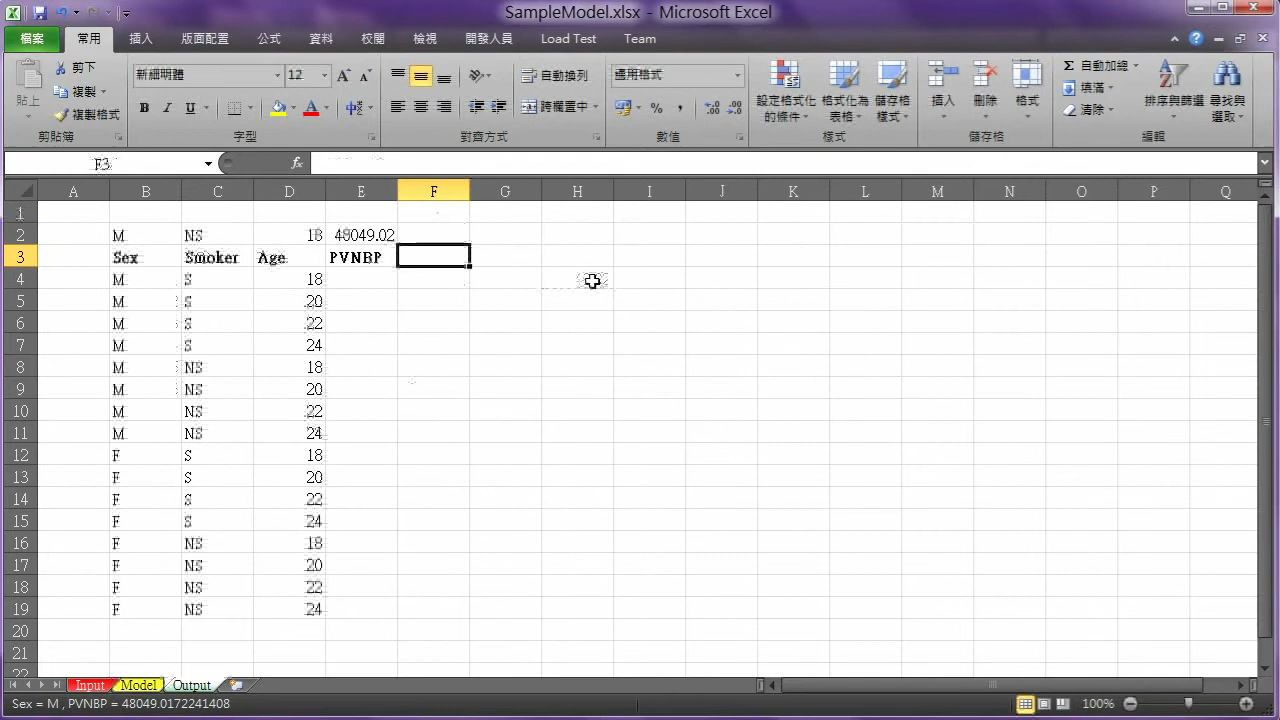 SampleModel.xlsx - Microsoft Excel
檔案 常用 插入 版面配置 公式 資料 校閱 檢視 開發人員 Load Test Team
剪下
複製
複製格式
貼上
剪貼簿
新細明體 12
B I U A 中
字型
自動換列
跨欄置中
對齊方式
通用格式
% , .00 .00
數值
設定格式化的條件
格式化為表格
儲存格樣式
樣式
插入 刪除 格式
儲存格
Σ 自動加總
填滿
清除
排序與篩選
尋找與選取
編輯
F3 fx
A B C D E F G H I J K L M N O P Q
1
2 M NS 18 48049.02
3 Sex Smoker Age PVNBP
4 M S 18
5 M S 20
6 M S 22
7 M S 24
8 M NS 18
9 M NS 20
10 M NS 22
11 M NS 24
12 F S 18
13 F S 20
14 F S 22
15 F S 24
16 F NS 18
17 F NS 20
18 F NS 22
19 F NS 24
20
21
22
Input Model Output
Sex = M , PVNBP = 48049.0172241408 100%